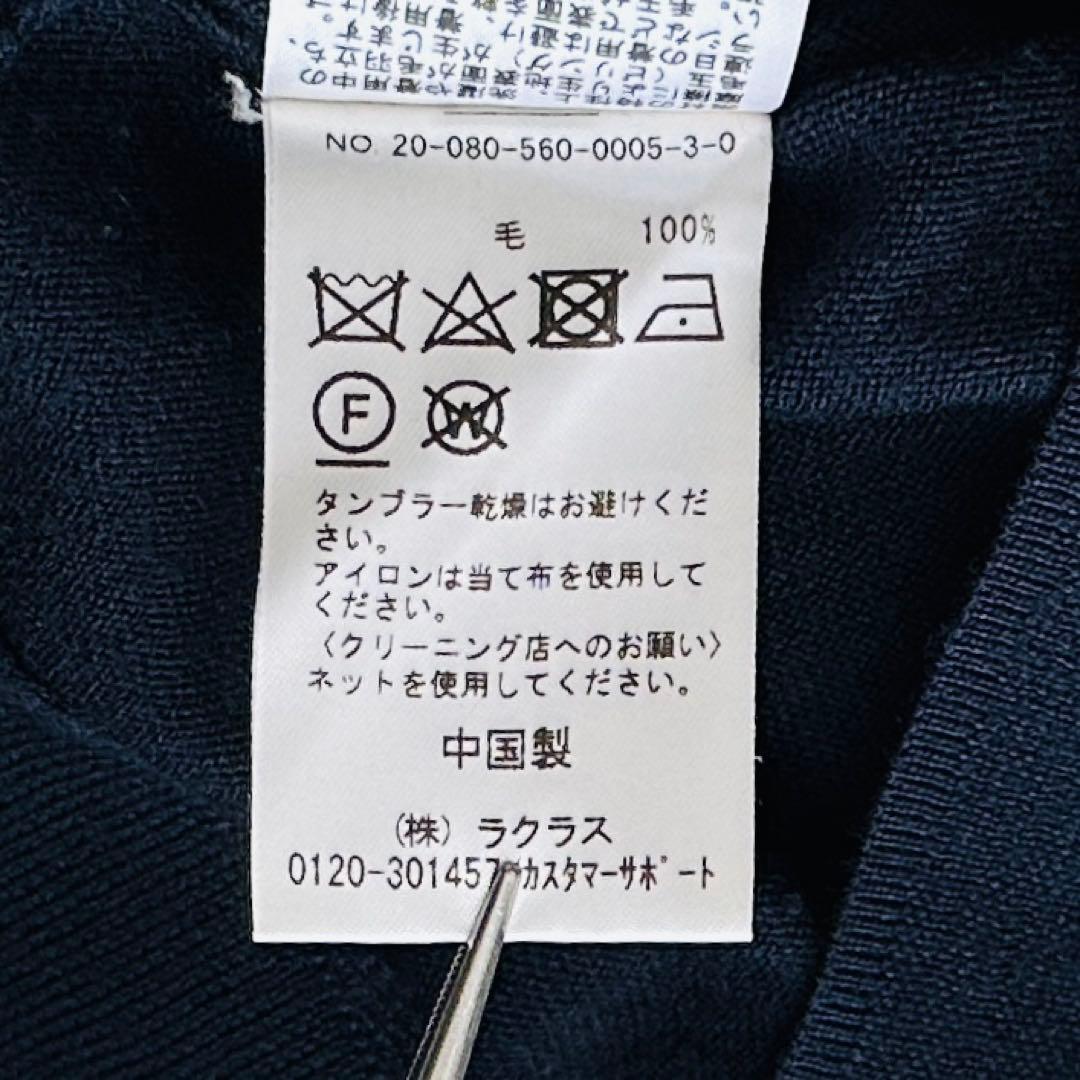 NO. 20-080-560-0005-3-0
毛 100%
F
W
タンブラー乾燥はお避けくだ
さい。
アイロンは当て布を使用して
ください。
〈クリーニング店へのお願い〉
ネットを使用してください。
中国製
(株) ラクラス
0120-301457 カスタマーサポート